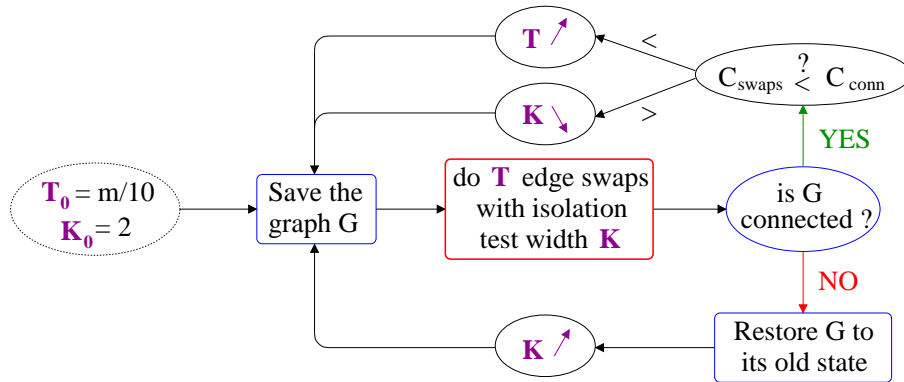 T₀ = m/10
K₀ = 2
Save the
graph G
do T edge swaps
with isolation
test width K
is G
connected ?
YES
NO
?
C_swaps < C_conn
<
>
T ↗
K ↘
Restore G to
its old state
K ↗